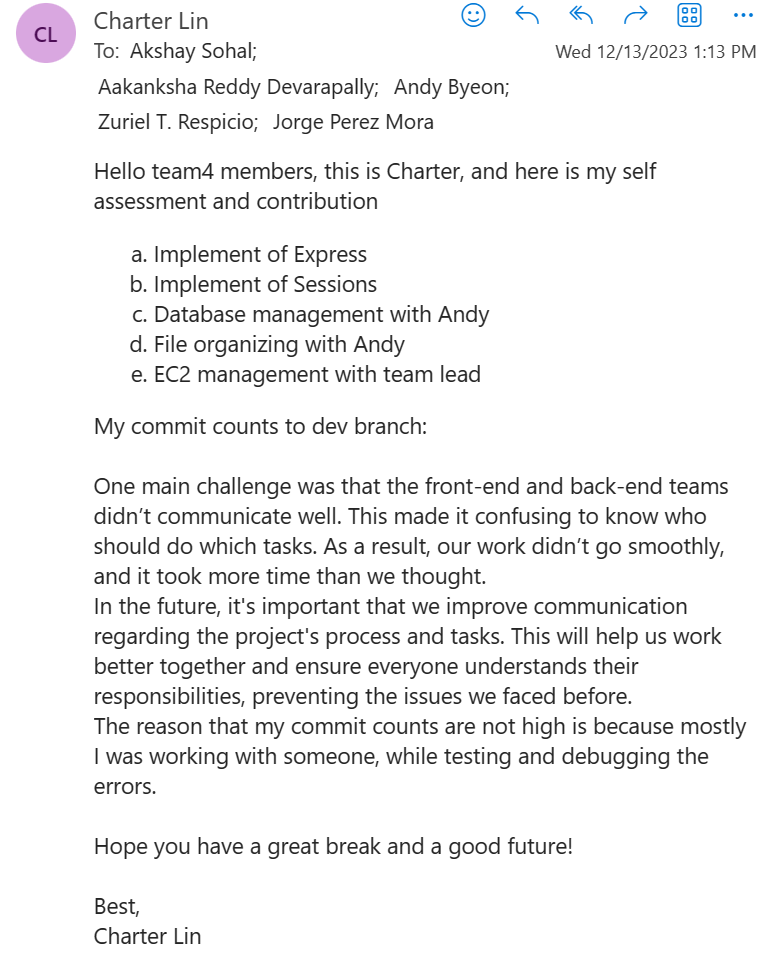 CL
Charter Lin
To: Akshay Sohal;
Wed 12/13/2023 1:13 PM
Aakanksha Reddy Devarapally; Andy Byeon;
Zuriel T. Respicio; Jorge Perez Mora
Hello team4 members, this is Charter, and here is my self
assessment and contribution
a. Implement of Express
b. Implement of Sessions
c. Database management with Andy
d. File organizing with Andy
e. EC2 management with team lead
My commit counts to dev branch:
One main challenge was that the front-end and back-end teams
didn’t communicate well. This made it confusing to know who
should do which tasks. As a result, our work didn’t go smoothly,
and it took more time than we thought.
In the future, it's important that we improve communication
regarding the project's process and tasks. This will help us work
better together and ensure everyone understands their
responsibilities, preventing the issues we faced before.
The reason that my commit counts are not high is because mostly
I was working with someone, while testing and debugging the
errors.
Hope you have a great break and a good future!
Best,
Charter Lin